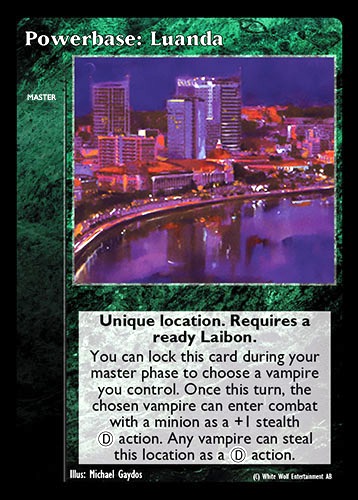 Powerbase: Luanda
MASTER
Unique location. Requires a
ready Laibon.
You can lock this card during your
master phase to choose a vampire
you control. Once this turn, the
chosen vampire can enter combat
with a minion as a +1 stealth
Ⓓ action. Any vampire can steal
this location as a Ⓓ action.
Illus: Michael Gaydos
(C) White Wolf Entertainment AB